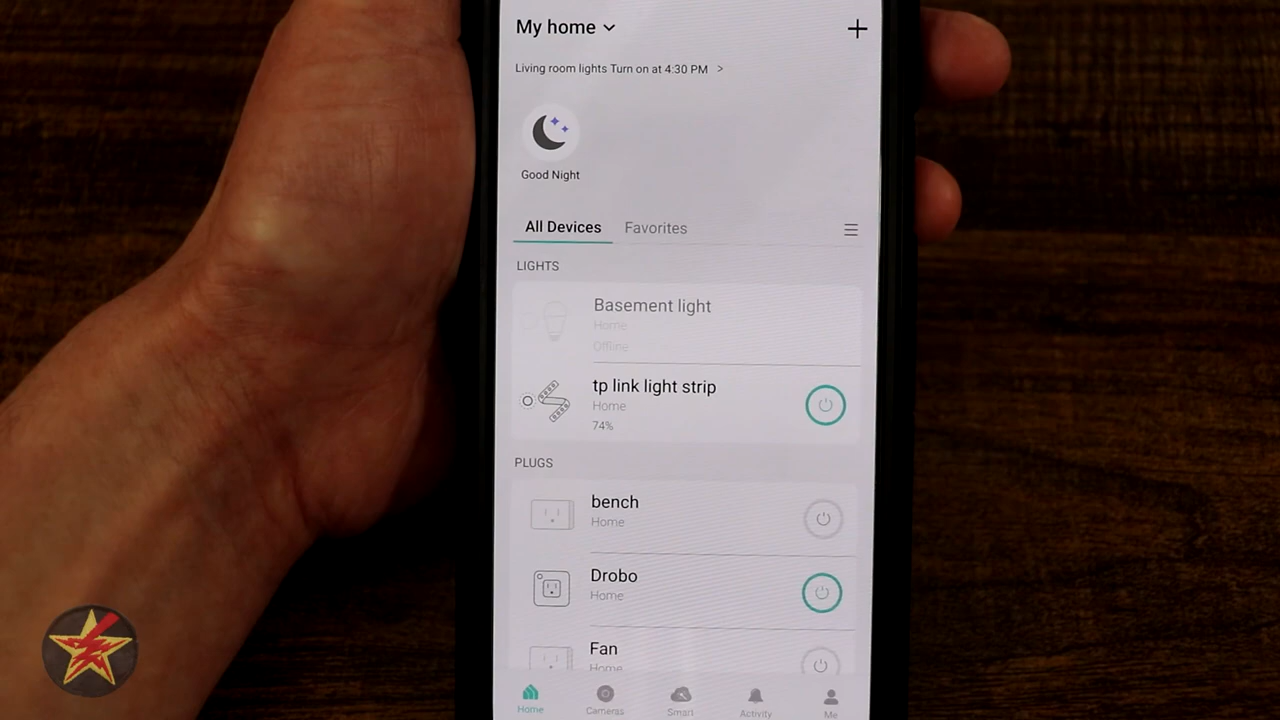 My home
Living room lights Turn on at 4:30 PM >
Good Night
All Devices Favorites
LIGHTS
Basement light
Home
Offline
tp link light strip
Home
74%
PLUGS
bench
Home
Drobo
Home
Fan
Home
Home Cameras Smart Activity Me